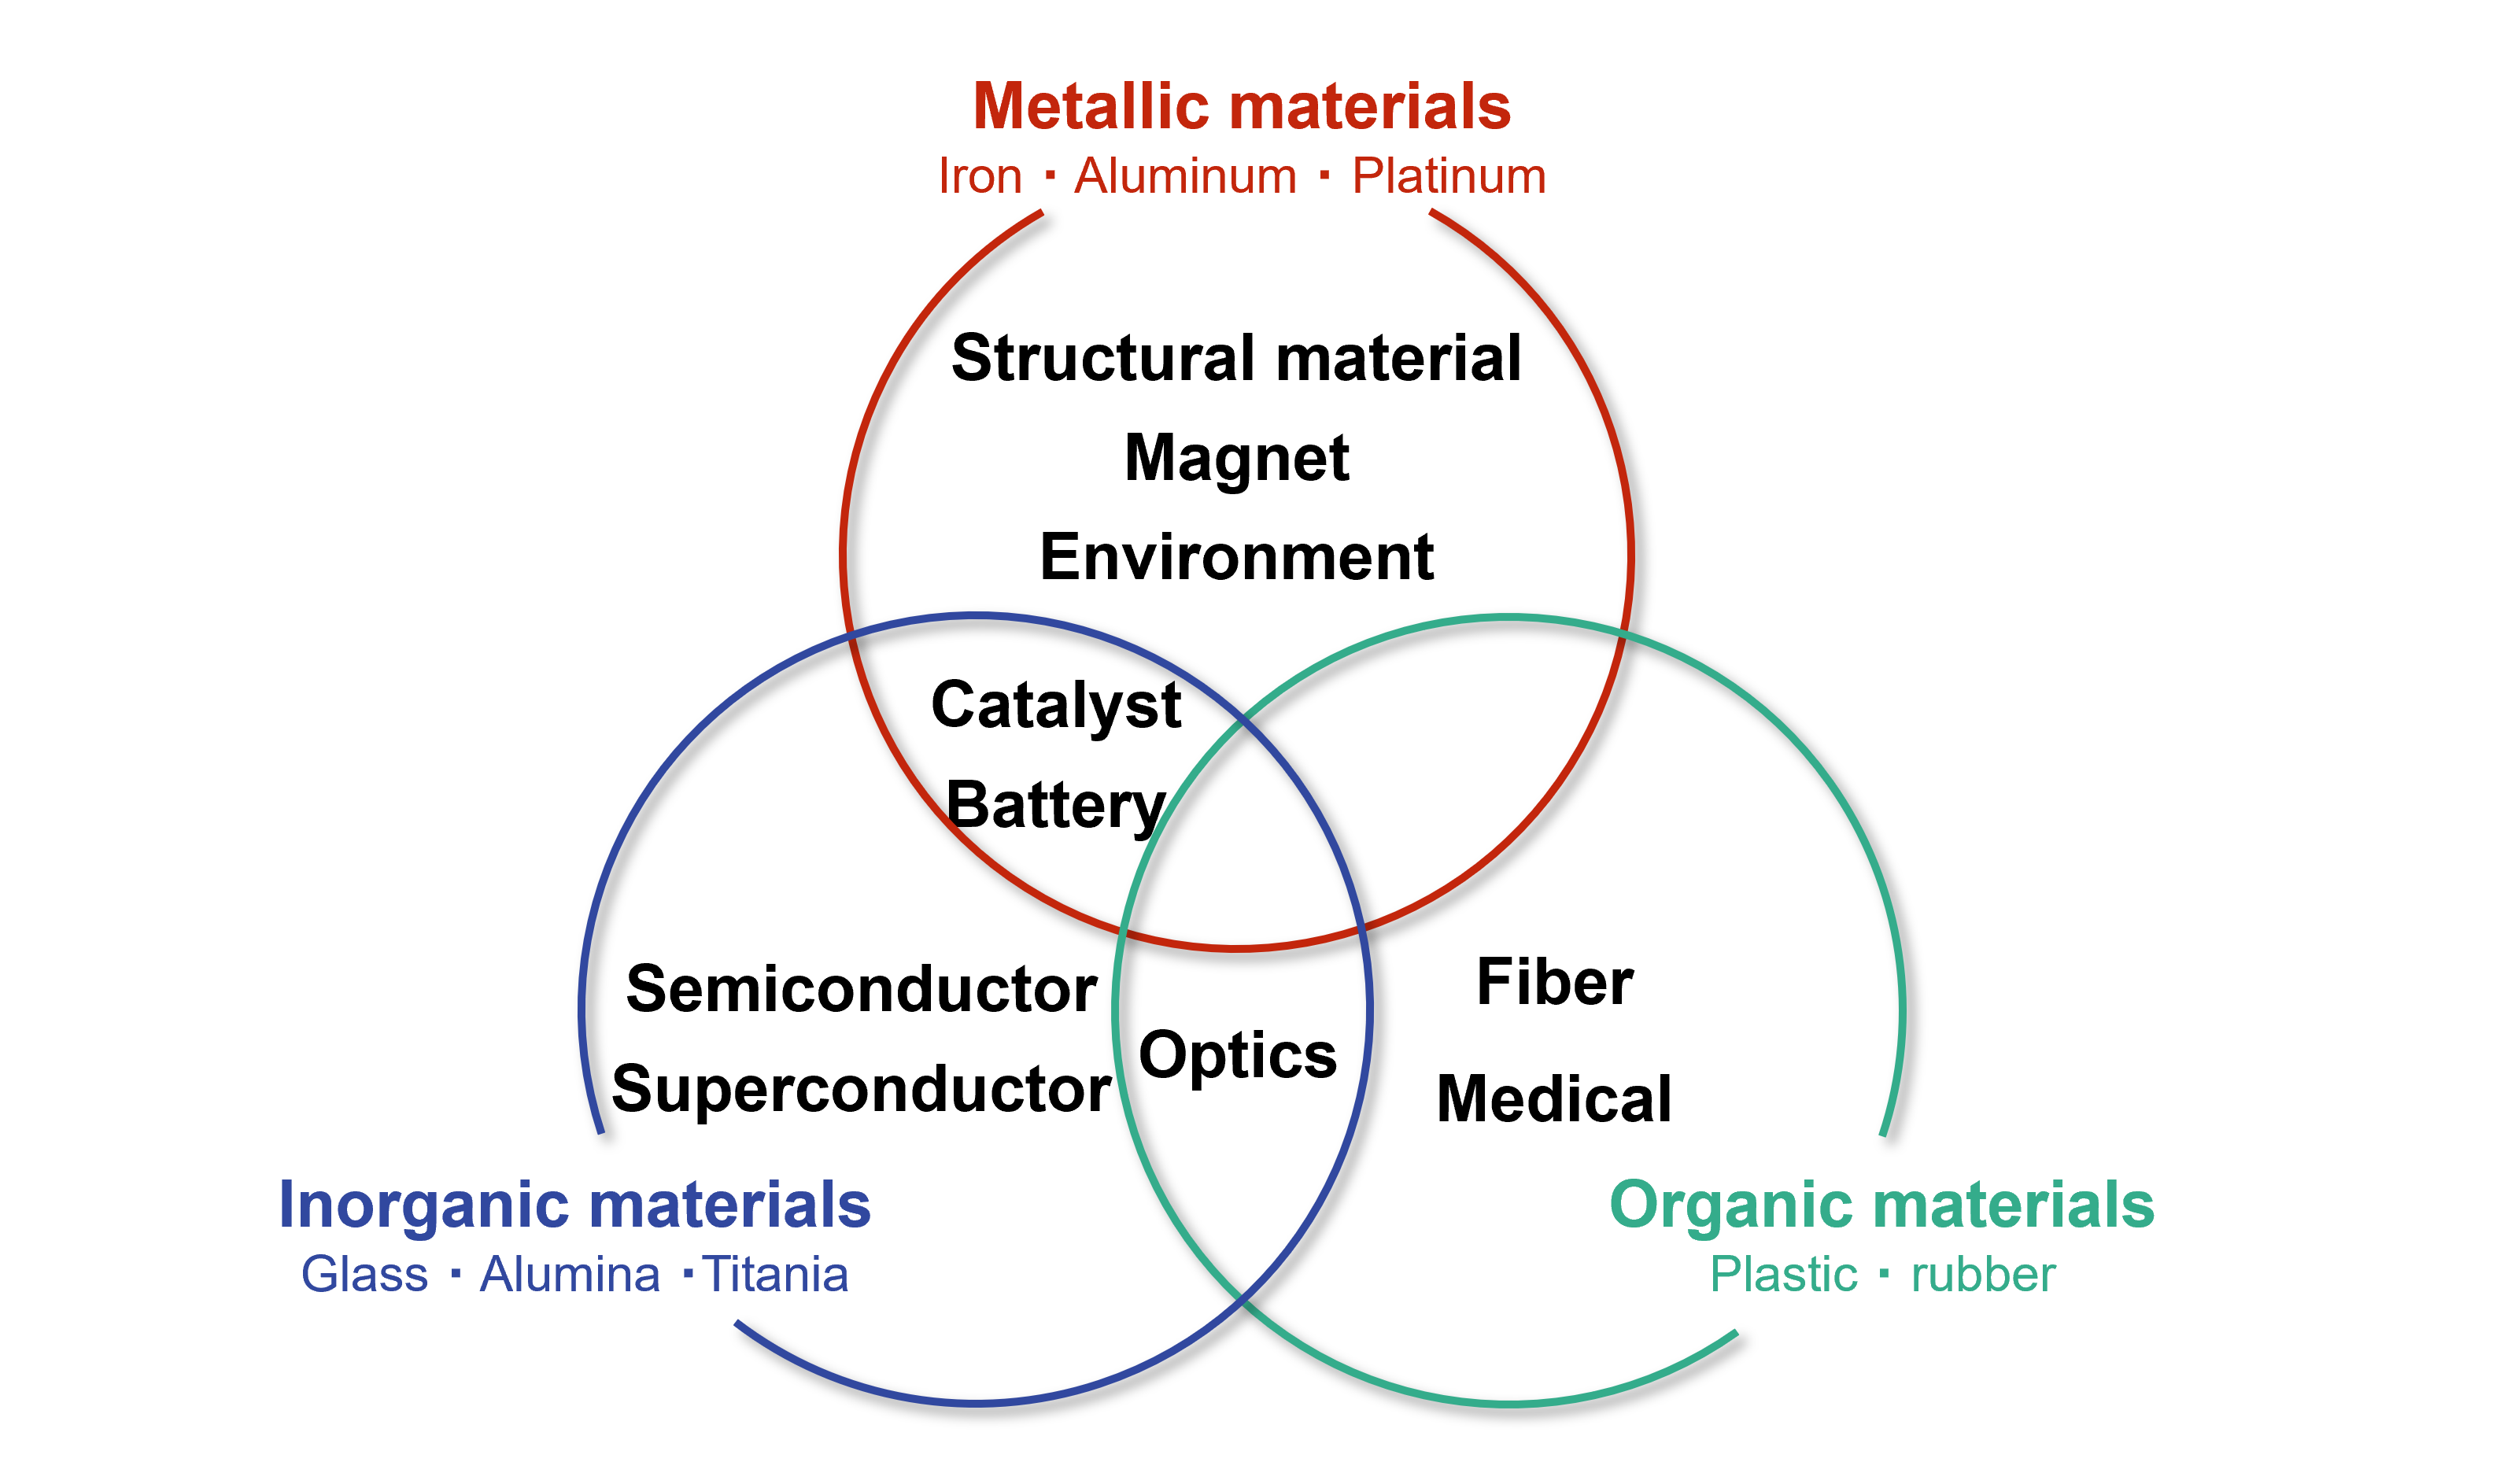 Metallic materials
Iron ・ Aluminum ・ Platinum
Structural material
Magnet
Environment
Catalyst
Battery
Semiconductor
Superconductor
Optics
Fiber
Medical
Inorganic materials
Glass ・ Alumina ・Titania
Organic materials
Plastic ・ rubber